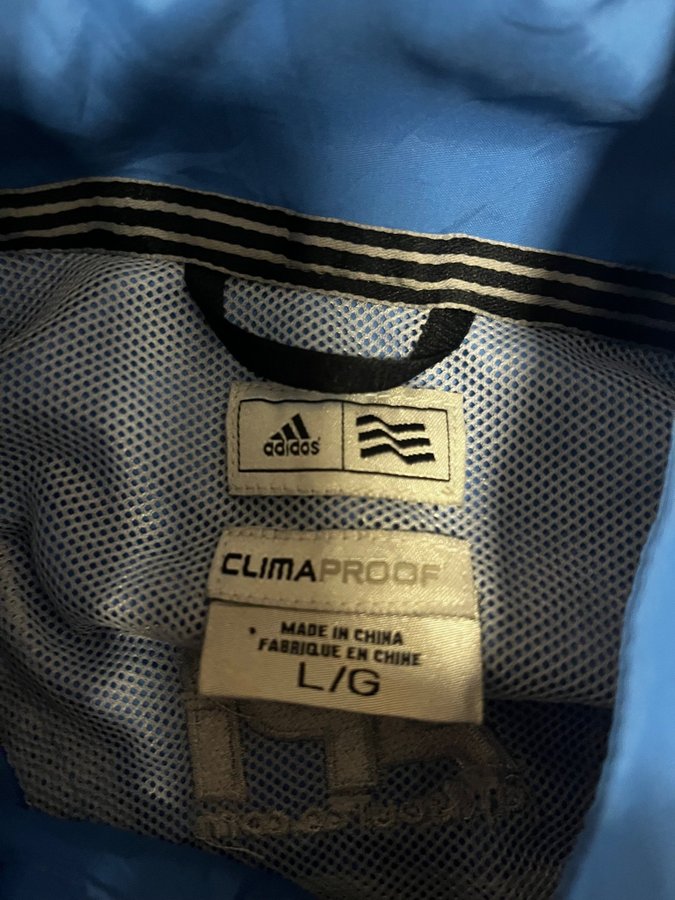 adidas
CLIMAPROOF
MADE IN CHINA
FABRIQUE EN CHINE
L/G